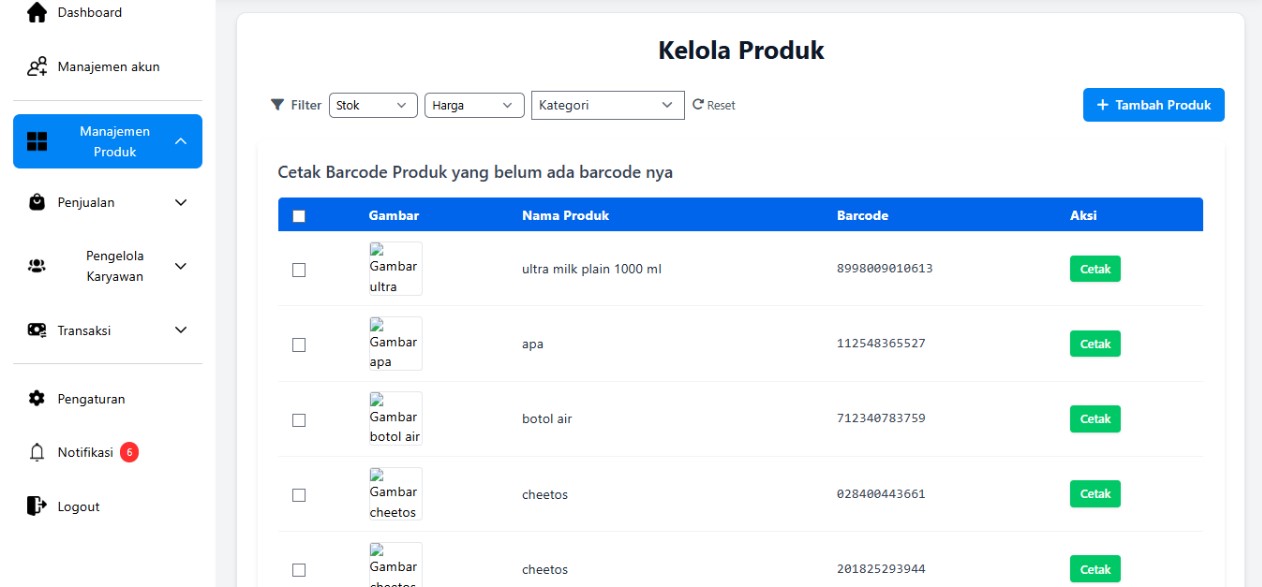 Dashboard
Manajemen akun
Manajemen
Produk
Penjualan
Pengelola
Karyawan
Transaksi
Pengaturan
Notifikasi 6
Logout
Kelola Produk
Filter Stok Harga Kategori Reset
+ Tambah Produk
Cetak Barcode Produk yang belum ada barcode nya
Gambar Nama Produk Barcode Aksi
Gambar
ultra
ultra milk plain 1000 ml 8998009010613 Cetak
Gambar
apa
apa 112548365527 Cetak
Gambar
botol air
botol air 712340783759 Cetak
Gambar
cheetos
cheetos 028400443661 Cetak
Gambar
cheetos
cheetos 201825293944 Cetak